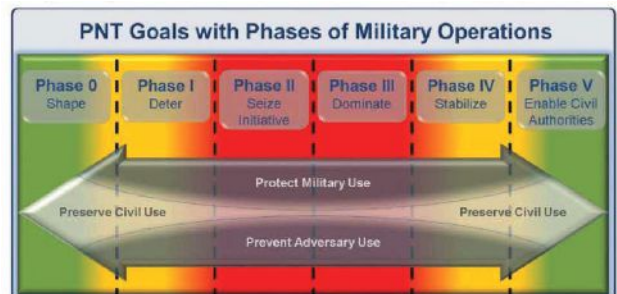 PNT Goals with Phases of Military Operations
Phase 0
Shape
Phase I
Deter
Phase II
Seize
Initiative
Phase III
Dominate
Phase IV
Stabilize
Phase V
Enable Civil
Authorities
Protect Military Use
Preserve Civil Use
Preserve Civil Use
Prevent Adversary Use